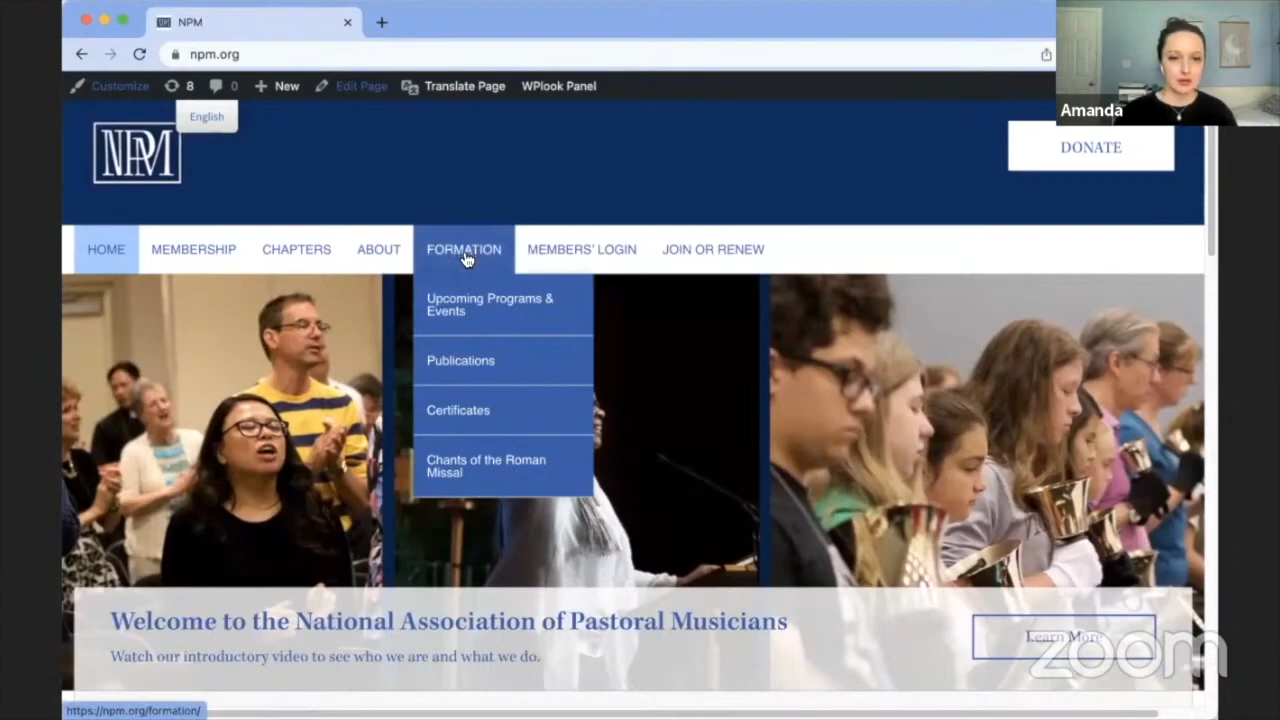 NPM
npm.org
Amanda
Customize
8
0
New
Edit Page
Translate Page
WPlook Panel
English
NPM
DONATE
HOME
MEMBERSHIP
CHAPTERS
ABOUT
FORMATION
MEMBERS' LOGIN
JOIN OR RENEW
Upcoming Programs &
Events
Publications
Certificates
Chants of the Roman
Missal
Welcome to the National Association of Pastoral Musicians
Watch our introductory video to see who we are and what we do.
Learn More
zoom
https://npm.org/formation/